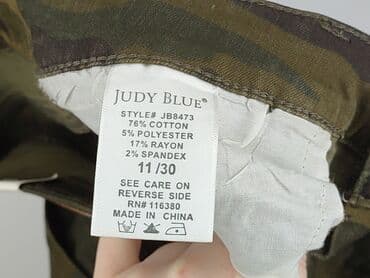 JUDY BLUE®
STYLE# JB8473
76% COTTON
5% POLYESTER
17% RAYON
2% SPANDEX
11 /30
SEE CARE ON
REVERSE SIDE
RN# 116380
MADE IN CHINA